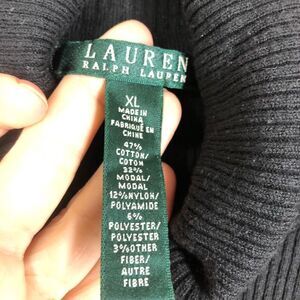 LAUREN
RALPH LAUREN
XL
MADE IN
CHINA
FABRIQUÉ EN
CHINE
47%
COTTON/
COTON
32%
MODAL/
MODAL
12%NYLON/
POLYAMIDE
6%
POLYESTER/
POLYESTER
3%OTHER
FIBER/
AUTRE
FIBRE